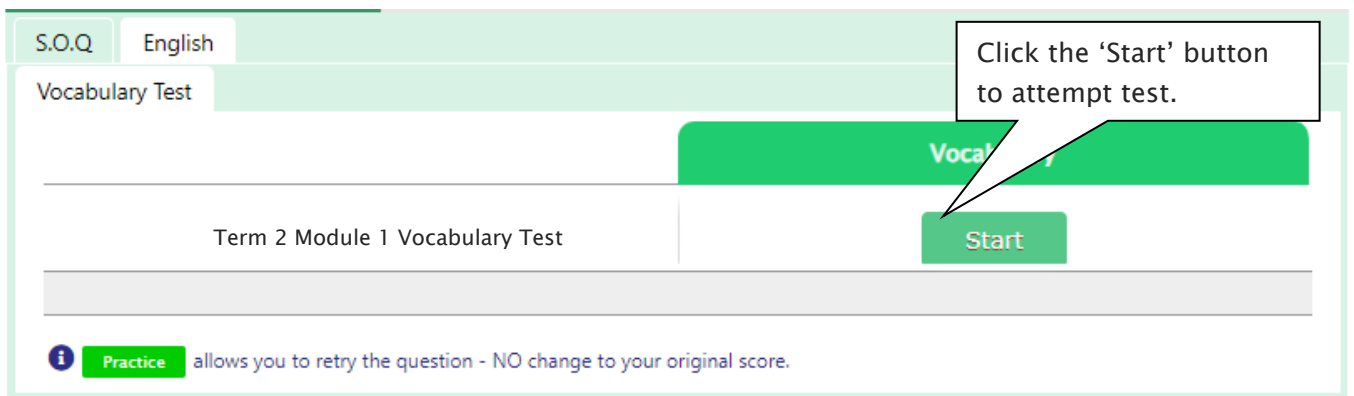 S.O.Q English
Click the ‘Start’ button
to attempt test.
Vocabulary Test
Term 2 Module 1 Vocabulary Test
Start
Practice allows you to retry the question - NO change to your original score.